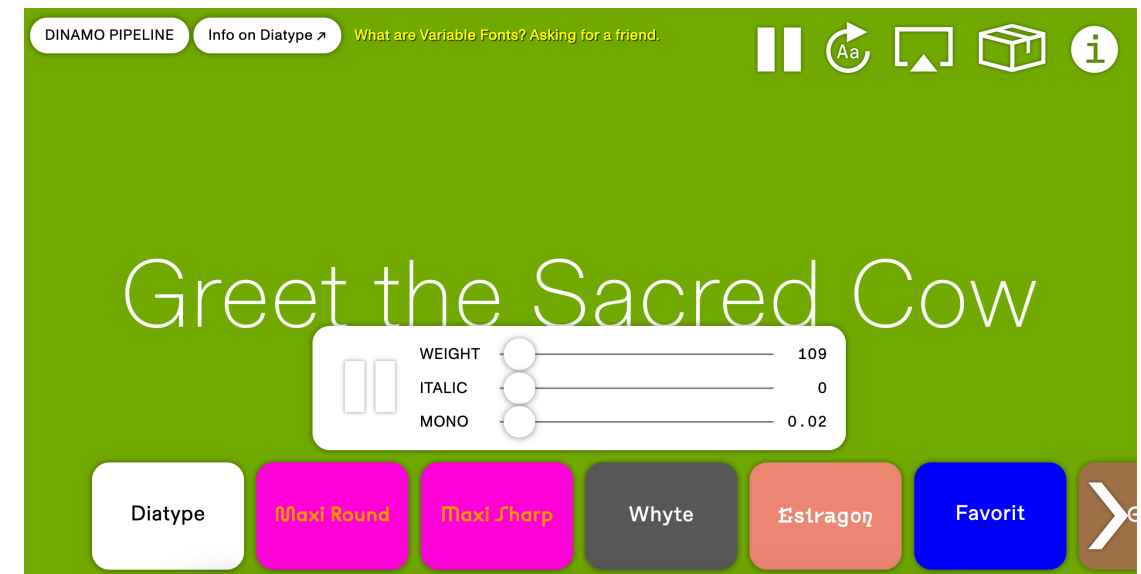 DINAMO PIPELINE Info on Diatype ↗ What are Variable Fonts? Asking for a friend.
Aa
i
Greet the Sacred Cow
WEIGHT 109
ITALIC 0
MONO 0.02
Diatype Maxi Round Maxi Sharp Whyte Estragon Favorit